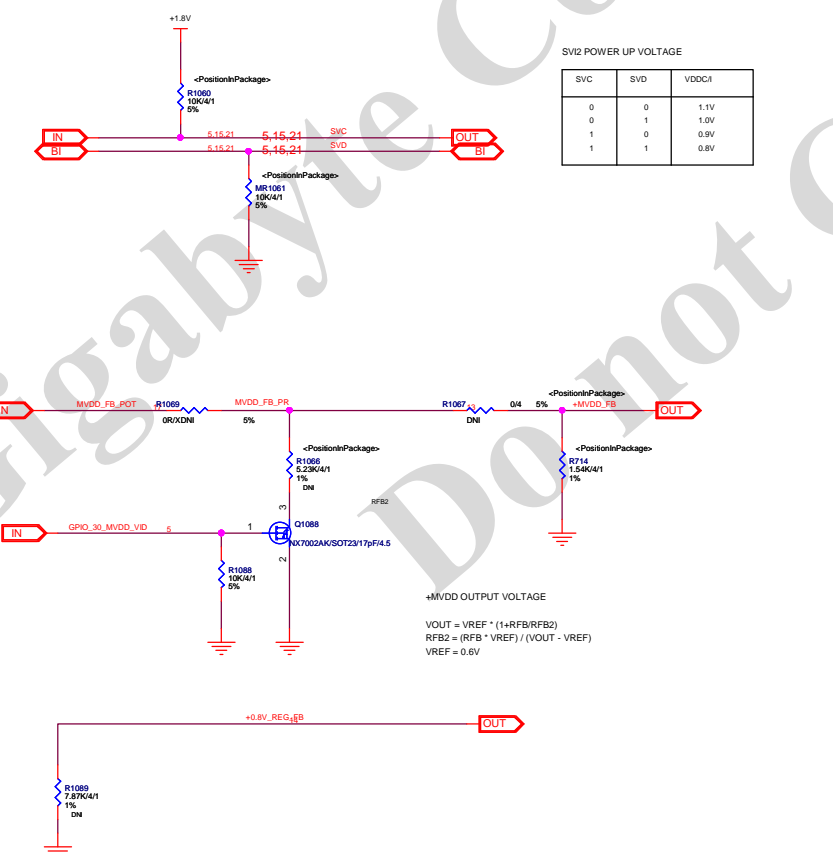 +1.8V
SVI2 POWER UP VOLTAGE
<PositionInPackage>
R1060
10K/4/1
5%
SVC SVD VDDC/I
0 0 1.1V
0 1 1.0V
1 0 0.9V
1 1 0.8V
IN 5,15,21 5,15,21 SVC OUT
BI 5,15,21 5,15,21 SVD BI
<PositionInPackage>
MR1061
10K/4/1
5%
<PositionInPackage>
MVDD_FB_POT R1069 MVDD_FB_PR R1067 13 0/4 5% +MVDD_FB OUT
0R/XDNI 5% DNI
<PositionInPackage>
R1066
5.23K/4/1
1%
DNI
<PositionInPackage>
R714
1.54K/4/1
1%
RFB2
3
IN GPIO_30_MVDD_VID 5 1 Q1088
NX7002AK/SOT23/17pF/4.5
2
R1088
10K/4/1
5%
+MVDD OUTPUT VOLTAGE
VOUT = VREF * (1+RFB/RFB2)
RFB2 = (RFB * VREF) / (VOUT - VREF)
VREF = 0.6V
+0.8V_REG_FB OUT
R1089
7.87K/4/1
1%
DNI
Gigabyte Co
Do not C